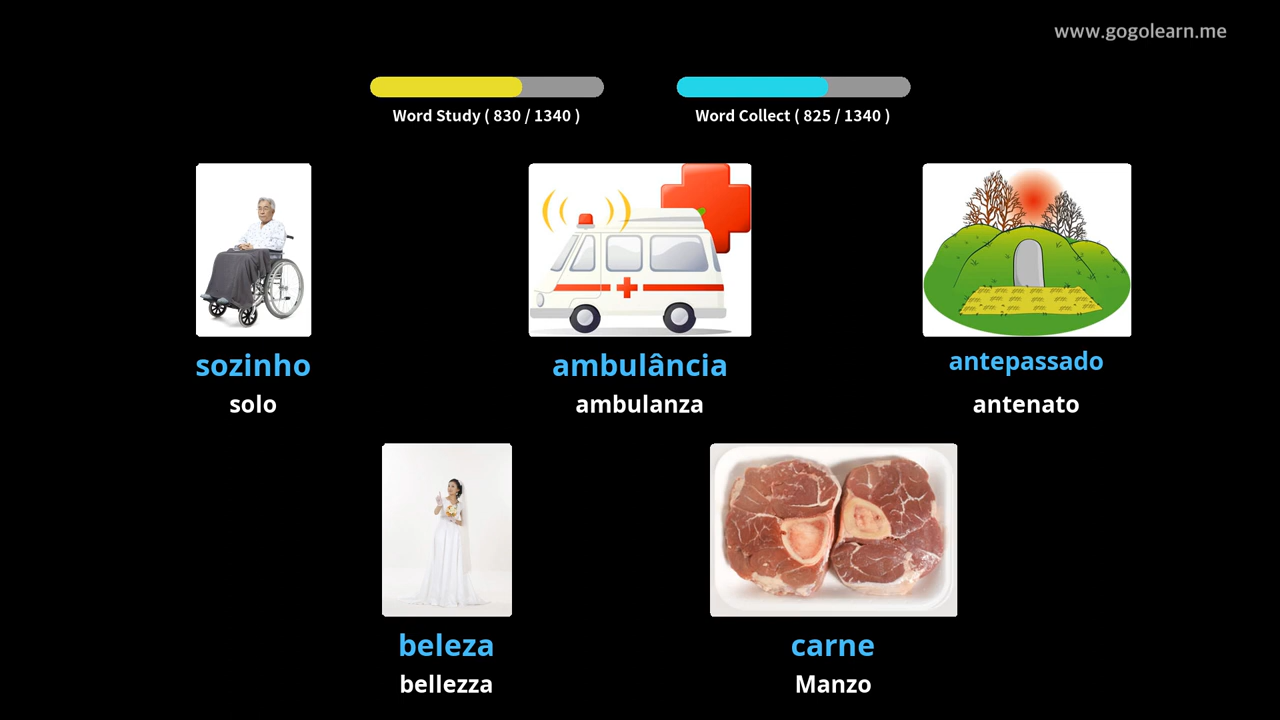 www.gogolearn.me
Word Study ( 830 / 1340 )
Word Collect ( 825 / 1340 )
sozinho
solo
ambulância
ambulanza
antepassado
antenato
beleza
bellezza
carne
Manzo